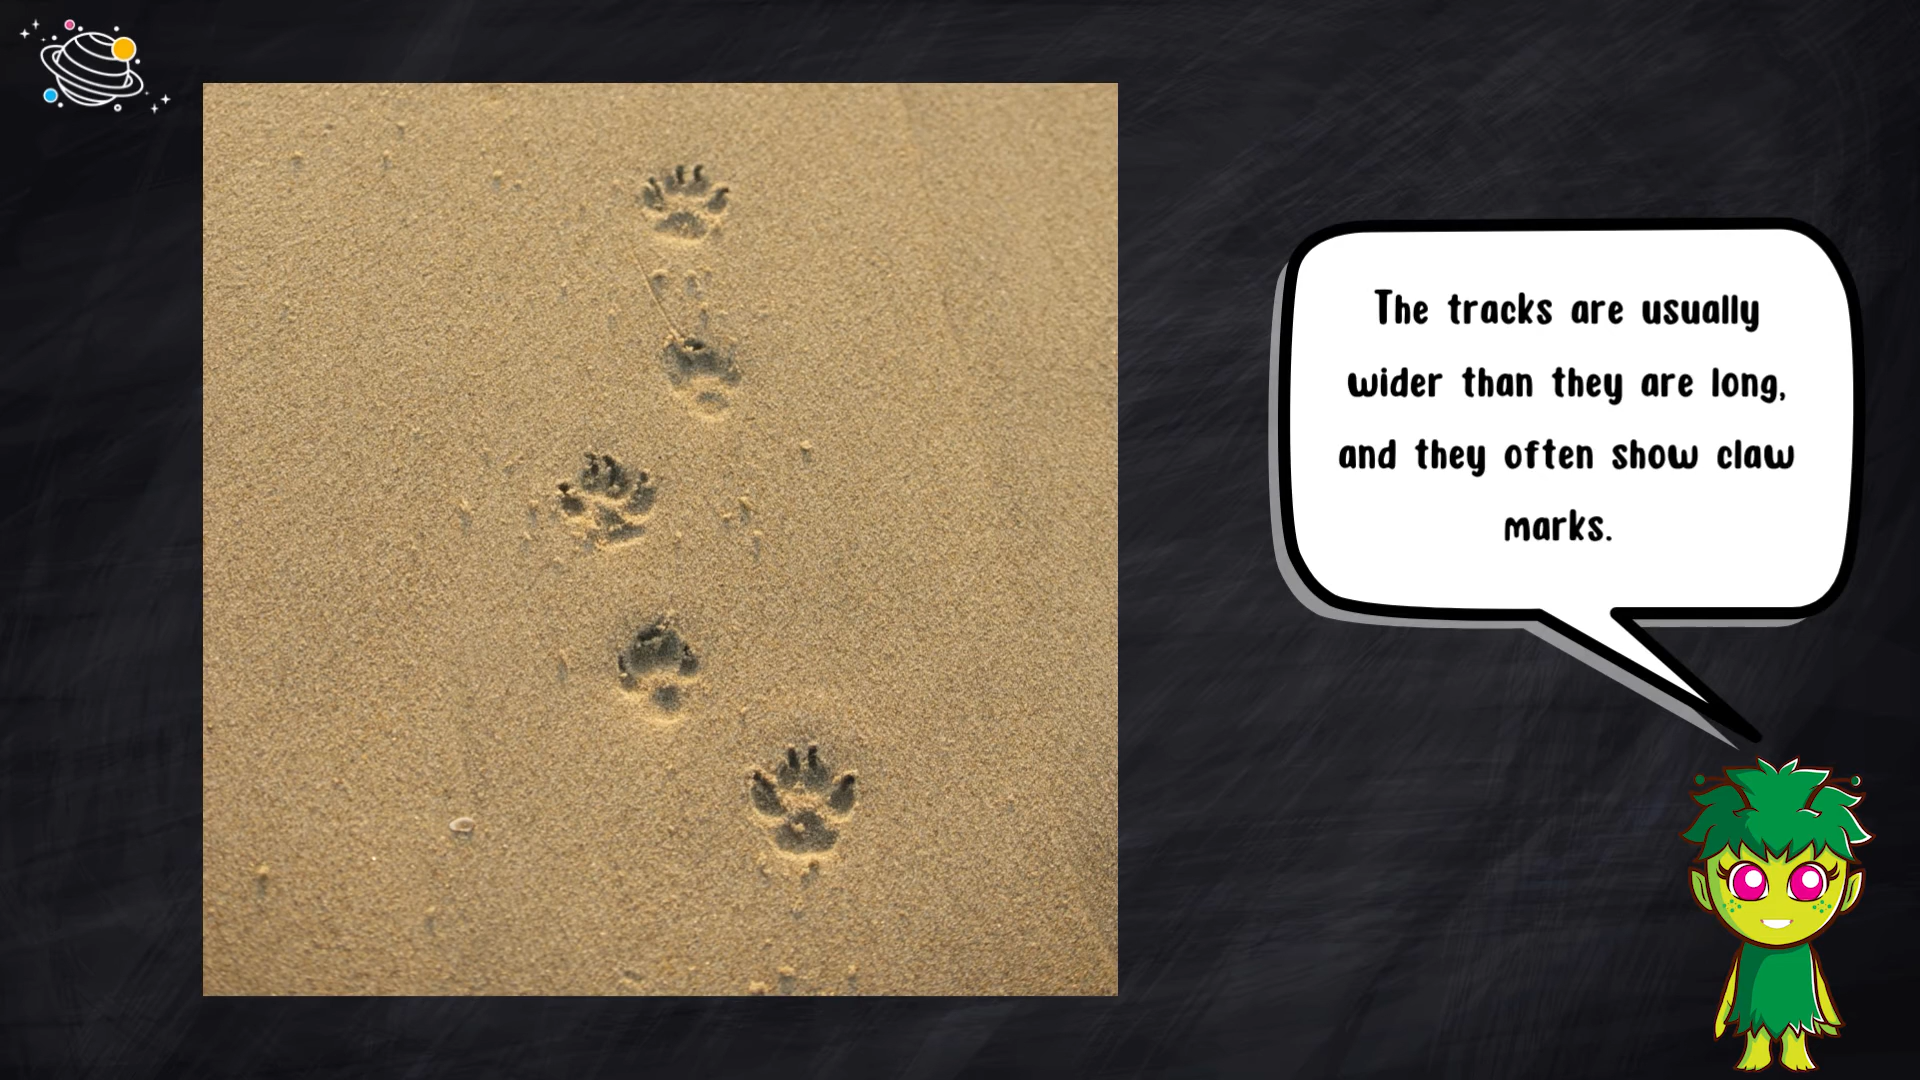 The tracks are usually
wider than they are long,
and they often show claw
marks.